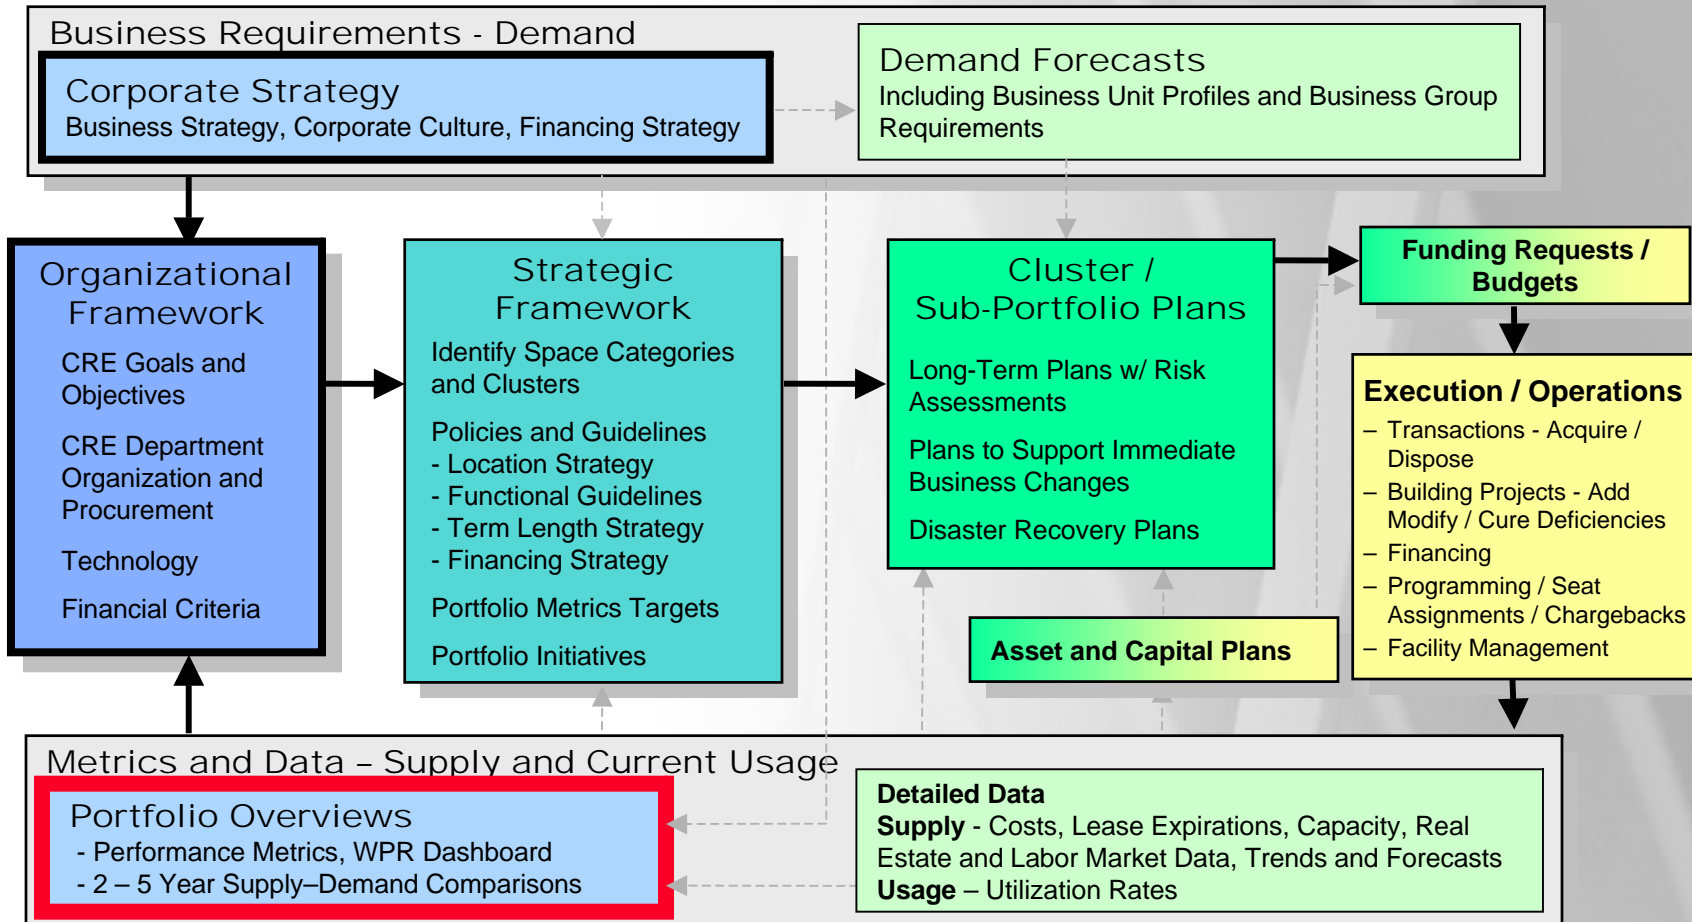 Business Requirements - Demand
Corporate Strategy
Business Strategy, Corporate Culture, Financing Strategy
Demand Forecasts
Including Business Unit Profiles and Business Group
Requirements
Organizational
Framework
CRE Goals and
Objectives
CRE Department
Organization and
Procurement
Technology
Financial Criteria
Strategic
Framework
Identify Space Categories
and Clusters
Policies and Guidelines
- Location Strategy
- Functional Guidelines
- Term Length Strategy
- Financing Strategy
Portfolio Metrics Targets
Portfolio Initiatives
Cluster /
Sub-Portfolio Plans
Long-Term Plans w/ Risk
Assessments
Plans to Support Immediate
Business Changes
Disaster Recovery Plans
Asset and Capital Plans
Funding Requests /
Budgets
Execution / Operations
– Transactions - Acquire /
Dispose
– Building Projects - Add
Modify / Cure Deficiencies
– Financing
– Programming / Seat
Assignments / Chargebacks
– Facility Management
Metrics and Data – Supply and Current Usage
Portfolio Overviews
- Performance Metrics, WPR Dashboard
- 2 – 5 Year Supply–Demand Comparisons
Detailed Data
Supply - Costs, Lease Expirations, Capacity, Real
Estate and Labor Market Data, Trends and Forecasts
Usage – Utilization Rates